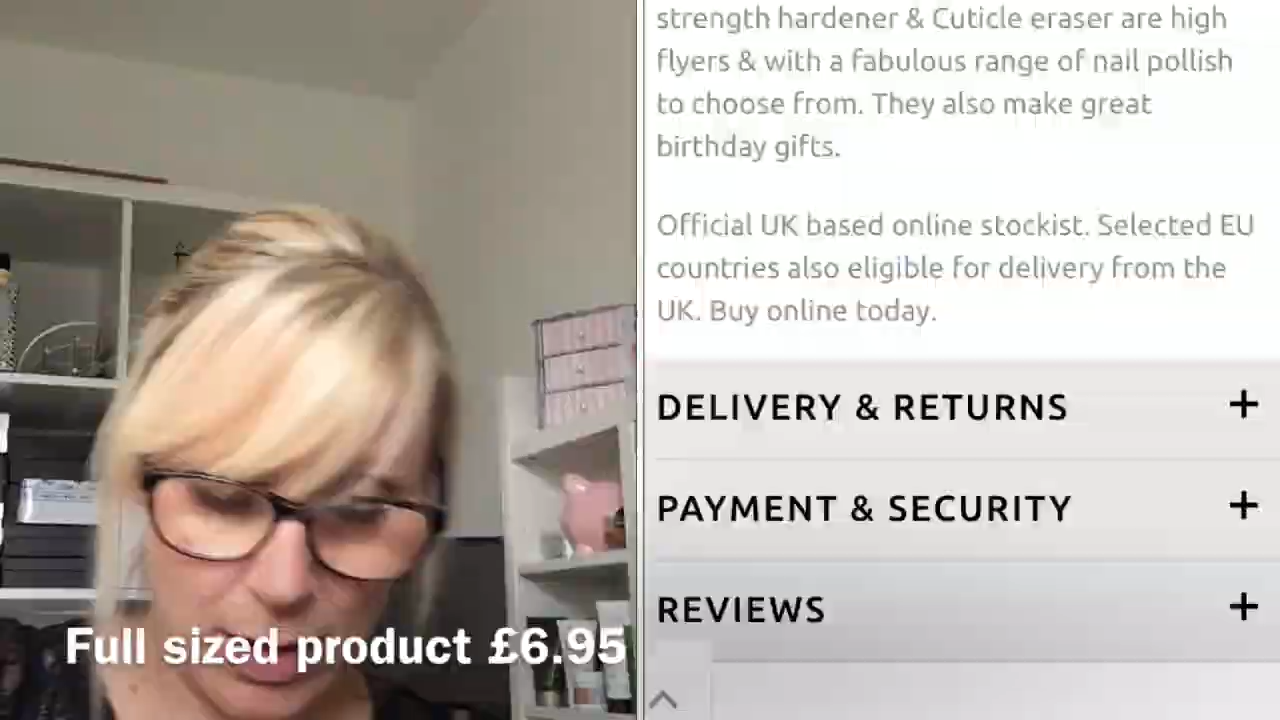 strength hardener & Cuticle eraser are high
flyers & with a fabulous range of nail pollish
to choose from. They also make great
birthday gifts.
Official UK based online stockist. Selected EU
countries also eligible for delivery from the
UK. Buy online today.
DELIVERY & RETURNS +
PAYMENT & SECURITY +
REVIEWS +
Full sized product £6.95